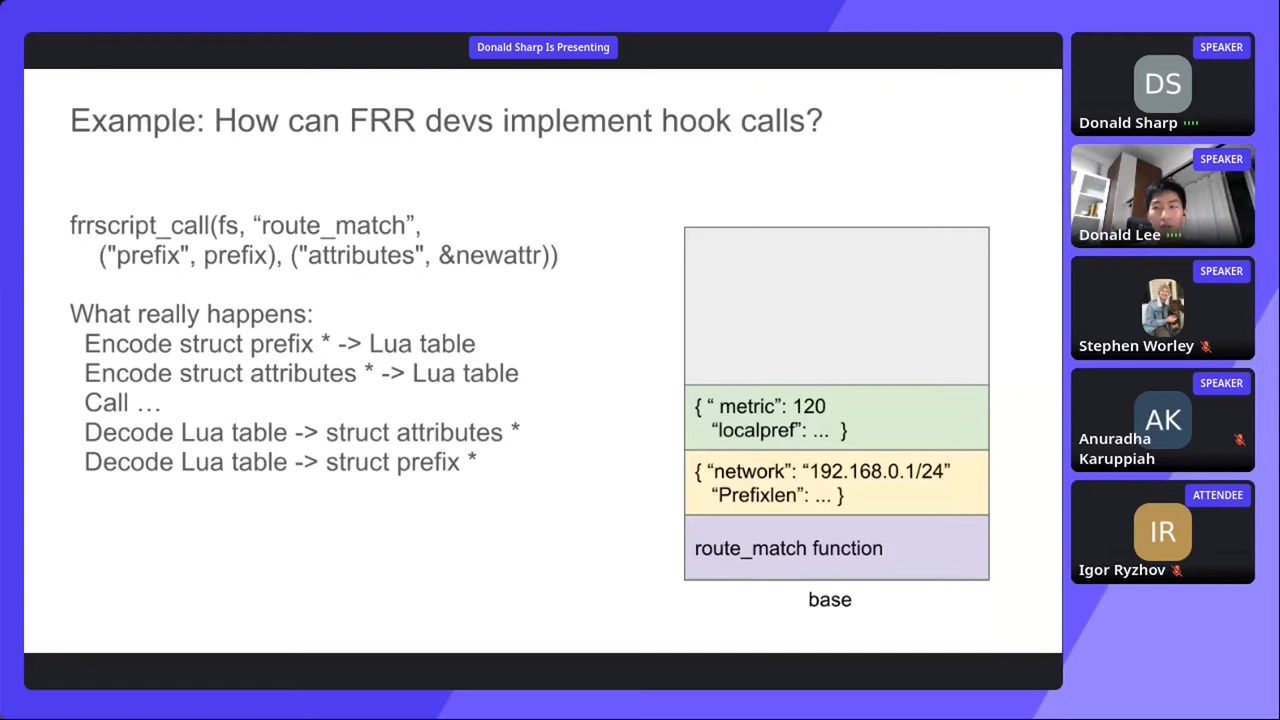 Donald Sharp Is Presenting
Example: How can FRR devs implement hook calls?
frrscript_call(fs, “route_match”,
("prefix", prefix), ("attributes", &newattr))
What really happens:
Encode struct prefix * -> Lua table
Encode struct attributes * -> Lua table
Call …
Decode Lua table -> struct attributes *
Decode Lua table -> struct prefix *
{ “ metric”: 120
“localpref”: ... }
{ “network”: “192.168.0.1/24”
“Prefixlen”: ... }
route_match function
base
SPEAKER
DS
Donald Sharp
SPEAKER
Donald Lee
SPEAKER
Stephen Worley
SPEAKER
AK
Anuradha
Karuppiah
ATTENDEE
IR
Igor Ryzhov